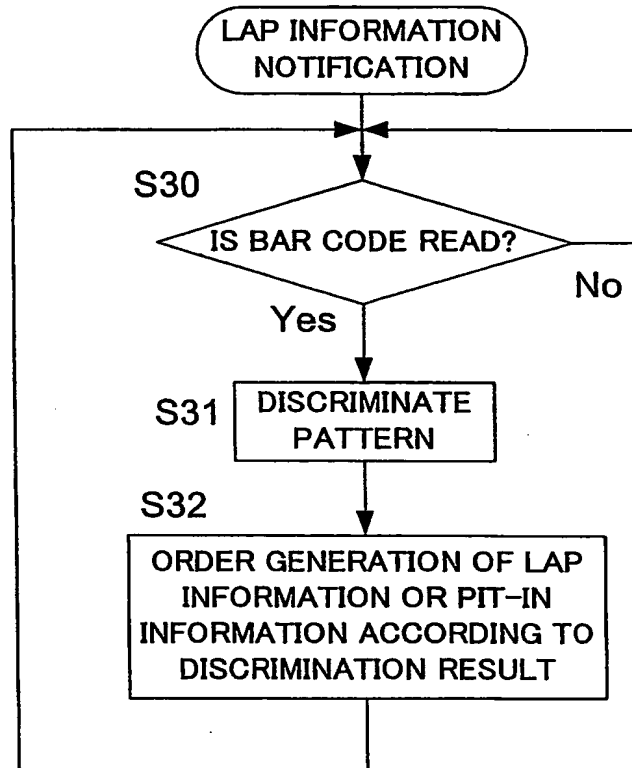 LAP INFORMATION
NOTIFICATION
S30
IS BAR CODE READ?
No
Yes
S31
DISCRIMINATE
PATTERN
S32
ORDER GENERATION OF LAP
INFORMATION OR PIT-IN
INFORMATION ACCORDING TO
DISCRIMINATION RESULT